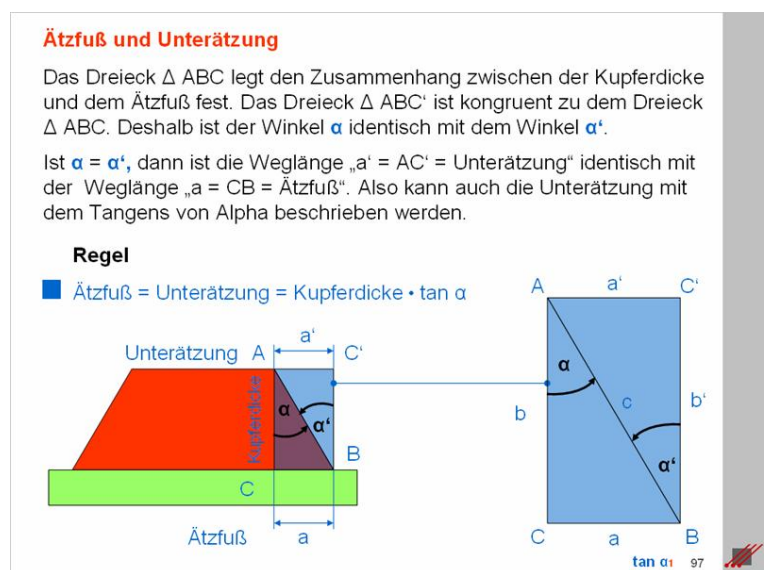 Ätzfuß und Unterätzung
Das Dreieck Δ ABC legt den Zusammenhang zwischen der Kupferdicke
und dem Ätzfuß fest. Das Dreieck Δ ABC‘ ist kongruent zu dem Dreieck
Δ ABC. Deshalb ist der Winkel α identisch mit dem Winkel α‘.
Ist α = α‘, dann ist die Weglänge „a‘ = AC‘ = Unterätzung“ identisch mit
der Weglänge „a = CB = Ätzfuß“. Also kann auch die Unterätzung mit
dem Tangens von Alpha beschrieben werden.
Regel
Ätzfuß = Unterätzung = Kupferdicke • tan α
a‘
Unterätzung A C‘
Kupferdicke
α
α‘
B
C
Ätzfuß a
A a‘ C‘
α
b c b‘
α‘
C a B
tan α1 97